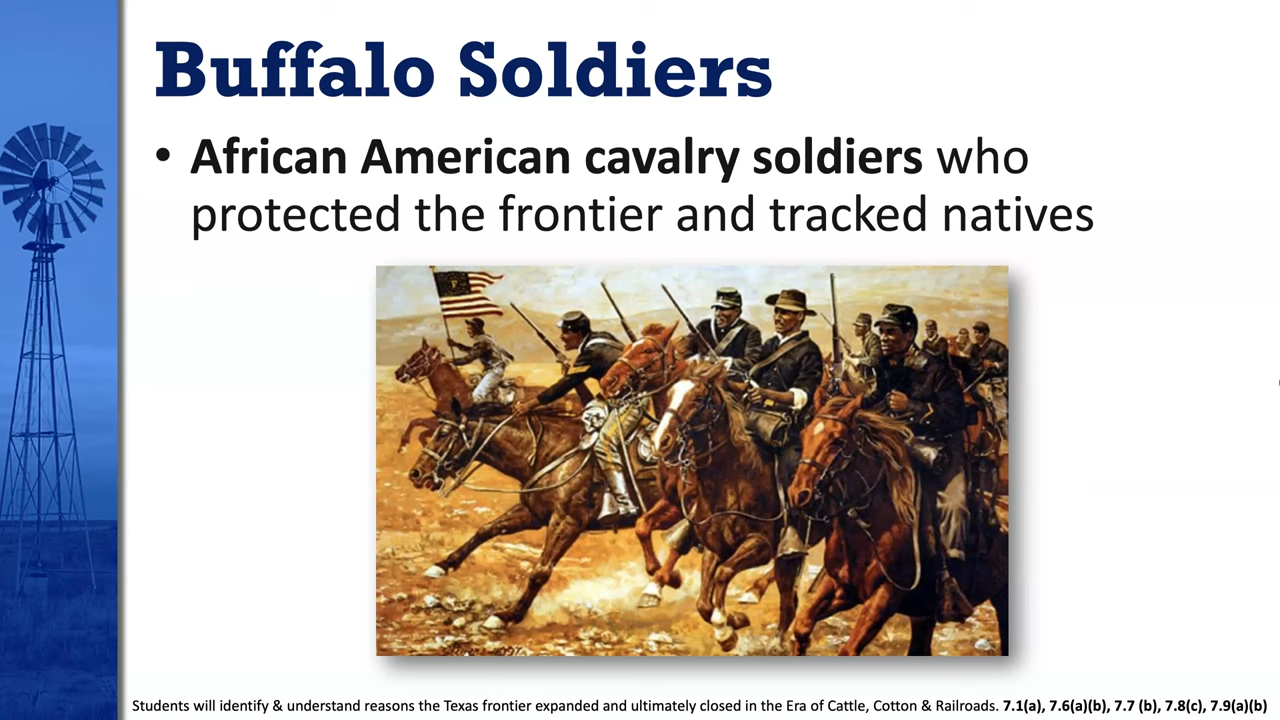 Buffalo Soldiers
• African American cavalry soldiers who
protected the frontier and tracked natives
Students will identify & understand reasons the Texas frontier expanded and ultimately closed in the Era of Cattle, Cotton & Railroads. 7.1(a), 7.6(a)(b), 7.7 (b), 7.8(c), 7.9(a)(b)